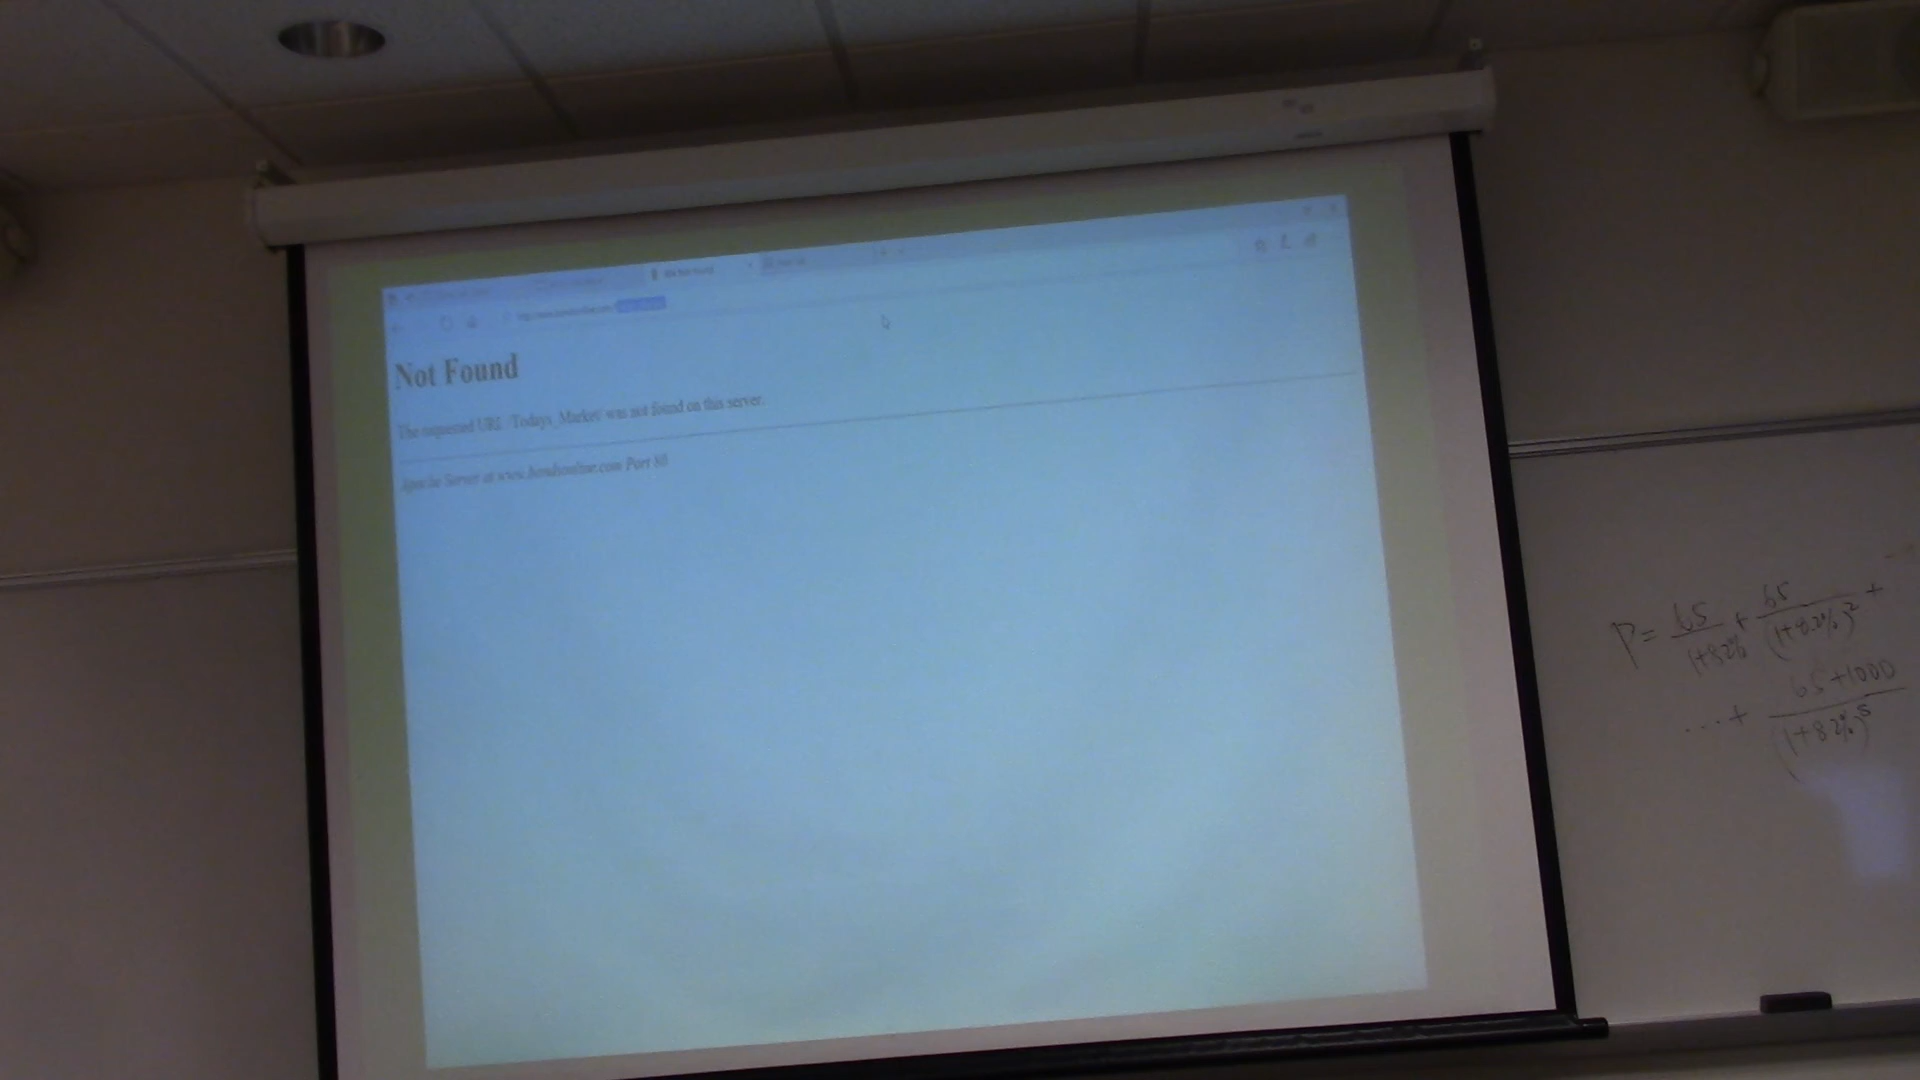 Not Found
The requested URL /Todays_Market/ was not found on this server.
Apache Server at www.bondsonline.com Port 80
P = 65/(1+8.2%) + 65/(1+8.2%)² +
... + 65+1000/(1+8.2%)⁵